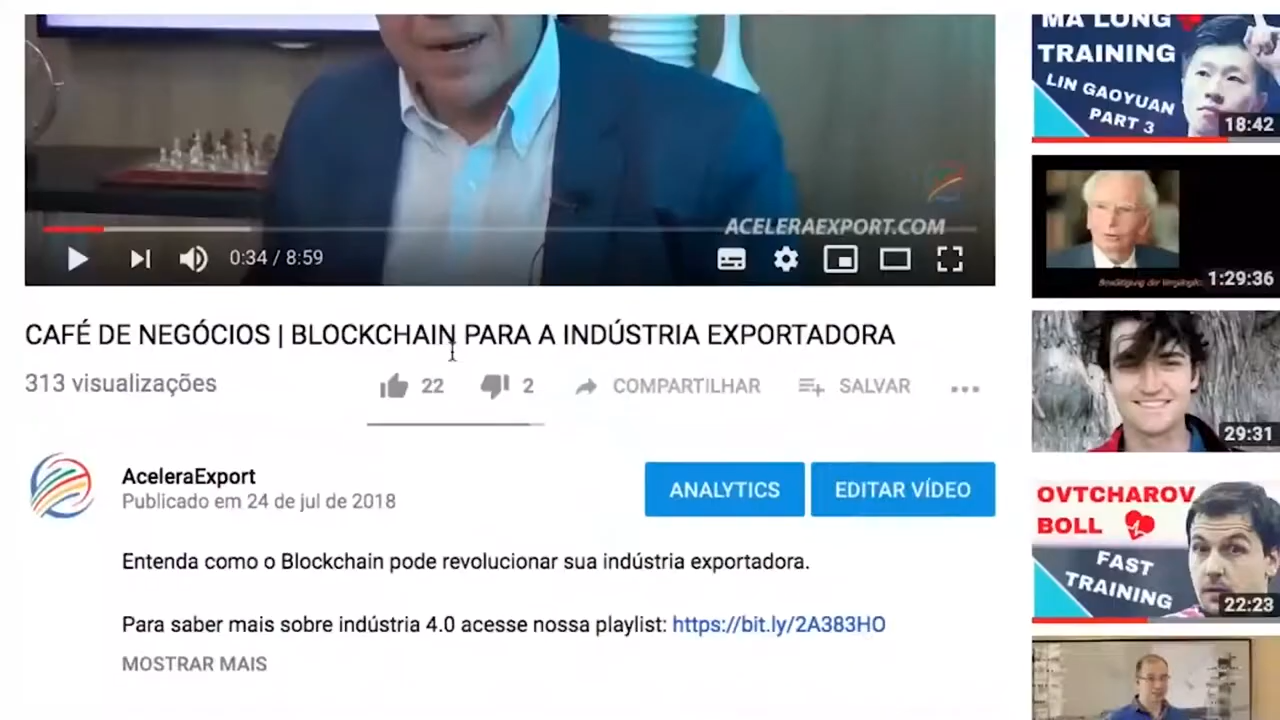 ACELERAEXPORT.COM
0:34 / 8:59
CAFÉ DE NEGÓCIOS | BLOCKCHAIN PARA A INDÚSTRIA EXPORTADORA
313 visualizações
22
2
COMPARTILHAR
SALVAR
AceleraExport
Publicado em 24 de jul de 2018
ANALYTICS
EDITAR VÍDEO
Entenda como o Blockchain pode revolucionar sua indústria exportadora.
Para saber mais sobre indústria 4.0 acesse nossa playlist: https://bit.ly/2A383HO
MOSTRAR MAIS
MA LONG
TRAINING
LIN GAOYUAN
PART 3
18:42
1:29:36
29:31
OVTCHAROV
BOLL
FAST
TRAINING
22:23